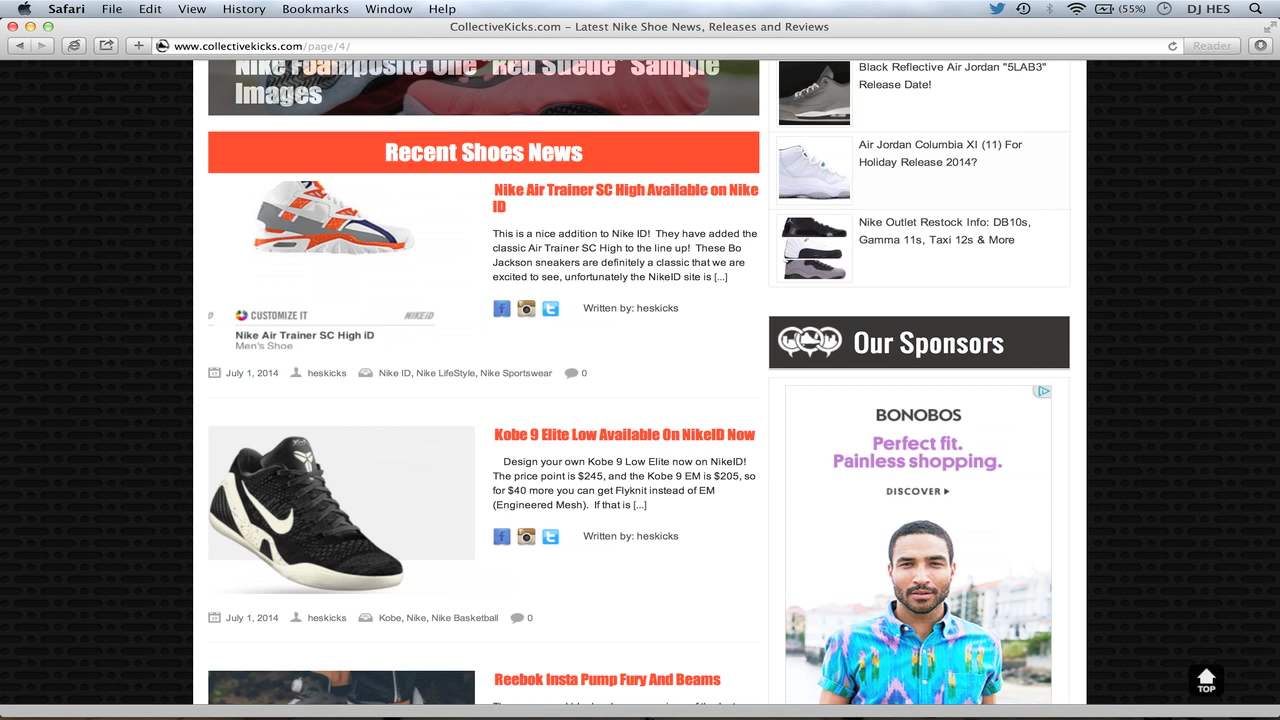 Safari File Edit View History Bookmarks Window Help (55%) DJ HES
CollectiveKicks.com – Latest Nike Shoe News, Releases and Reviews
www.collectivekicks.com/page/4/ Reader
Nike Foamposite One "Red Suede" Sample
Images
Recent Shoes News
Nike Air Trainer SC High Available on Nike
ID
This is a nice addition to Nike ID! They have added the
classic Air Trainer SC High to the line up! These Bo
Jackson sneakers are definitely a classic that we are
excited to see, unfortunately the NikeID site is [...]
Written by: heskicks
CUSTOMIZE IT NIKEiD
Nike Air Trainer SC High iD
Men's Shoe
July 1, 2014 heskicks Nike ID, Nike LifeStyle, Nike Sportswear 0
Kobe 9 Elite Low Available On NikeID Now
Design your own Kobe 9 Low Elite now on NikeID!
The price point is $245, and the Kobe 9 EM is $205, so
for $40 more you can get Flyknit instead of EM
(Engineered Mesh). If that is [...]
Written by: heskicks
July 1, 2014 heskicks Kobe, Nike, Nike Basketball 0
Reebok Insta Pump Fury And Beams
Black Reflective Air Jordan "5LAB3"
Release Date!
Air Jordan Columbia XI (11) For
Holiday Release 2014?
Nike Outlet Restock Info: DB10s,
Gamma 11s, Taxi 12s & More
Our Sponsors
BONOBOS
Perfect fit.
Painless shopping.
DISCOVER
TOP